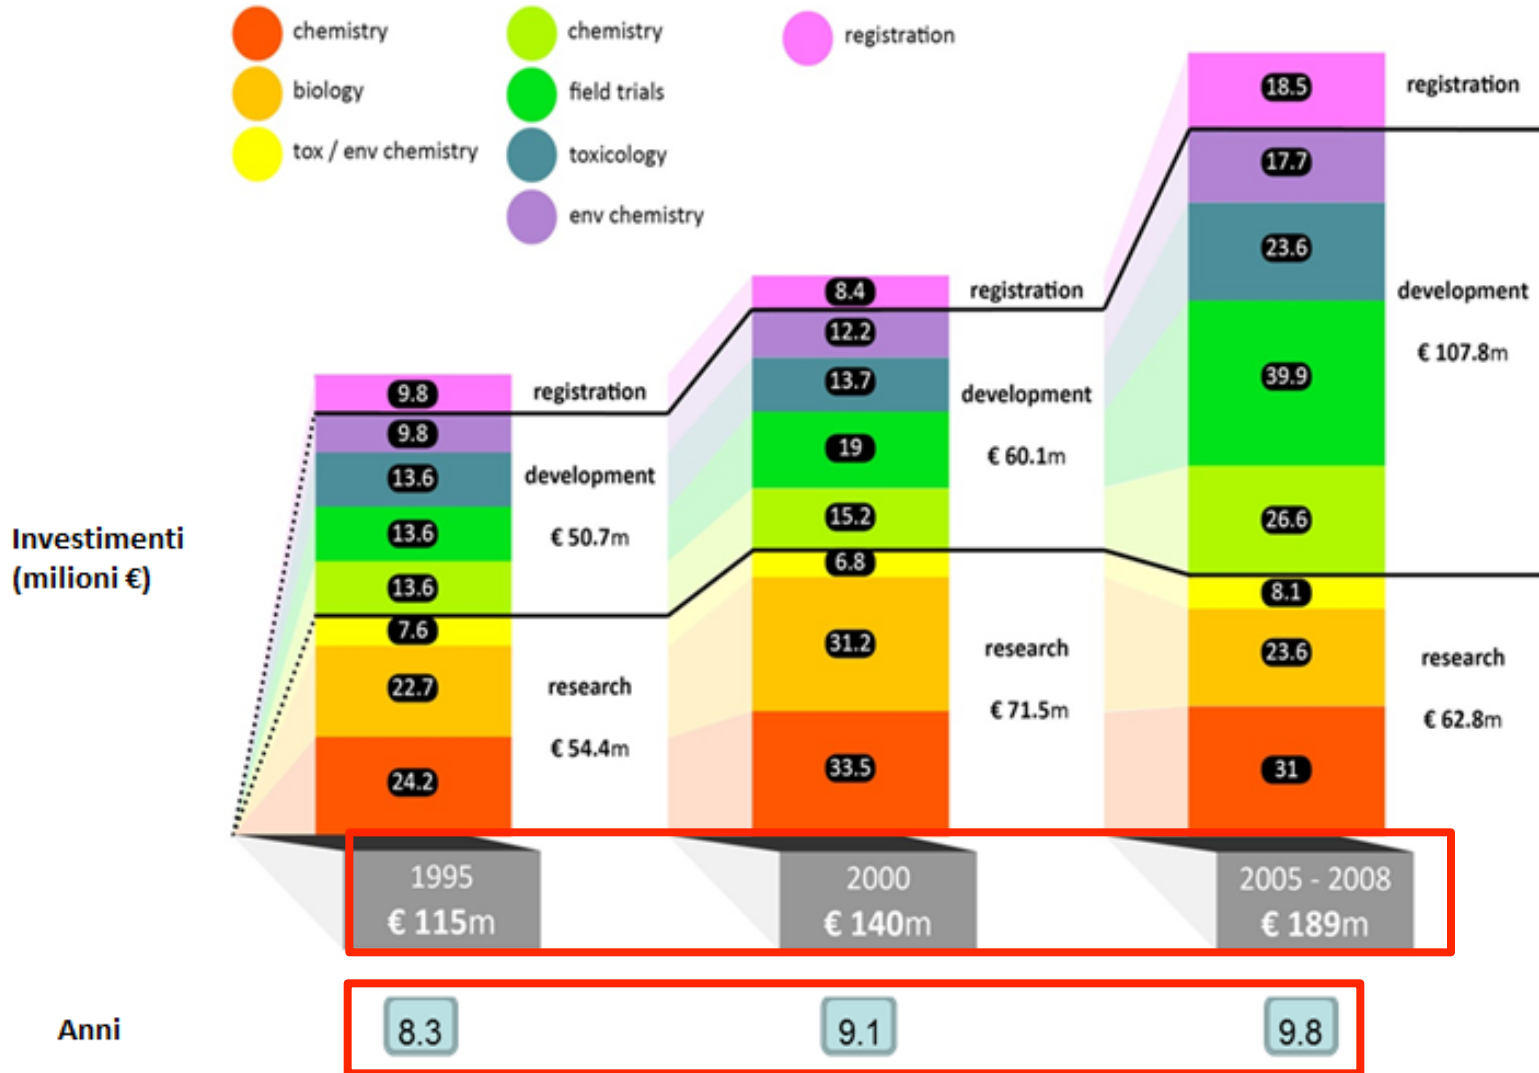 chemistry
biology
tox / env chemistry
chemistry
field trials
toxicology
env chemistry
registration
Investimenti
(milioni €)
9.8
9.8
13.6
13.6
13.6
7.6
22.7
24.2
registration
development
€ 50.7m
research
€ 54.4m
1995
€ 115m
8.4
12.2
13.7
19
15.2
6.8
31.2
33.5
registration
development
€ 60.1m
research
€ 71.5m
2000
€ 140m
18.5
17.7
23.6
39.9
26.6
8.1
23.6
31
registration
development
€ 107.8m
research
€ 62.8m
2005 - 2008
€ 189m
Anni
8.3
9.1
9.8